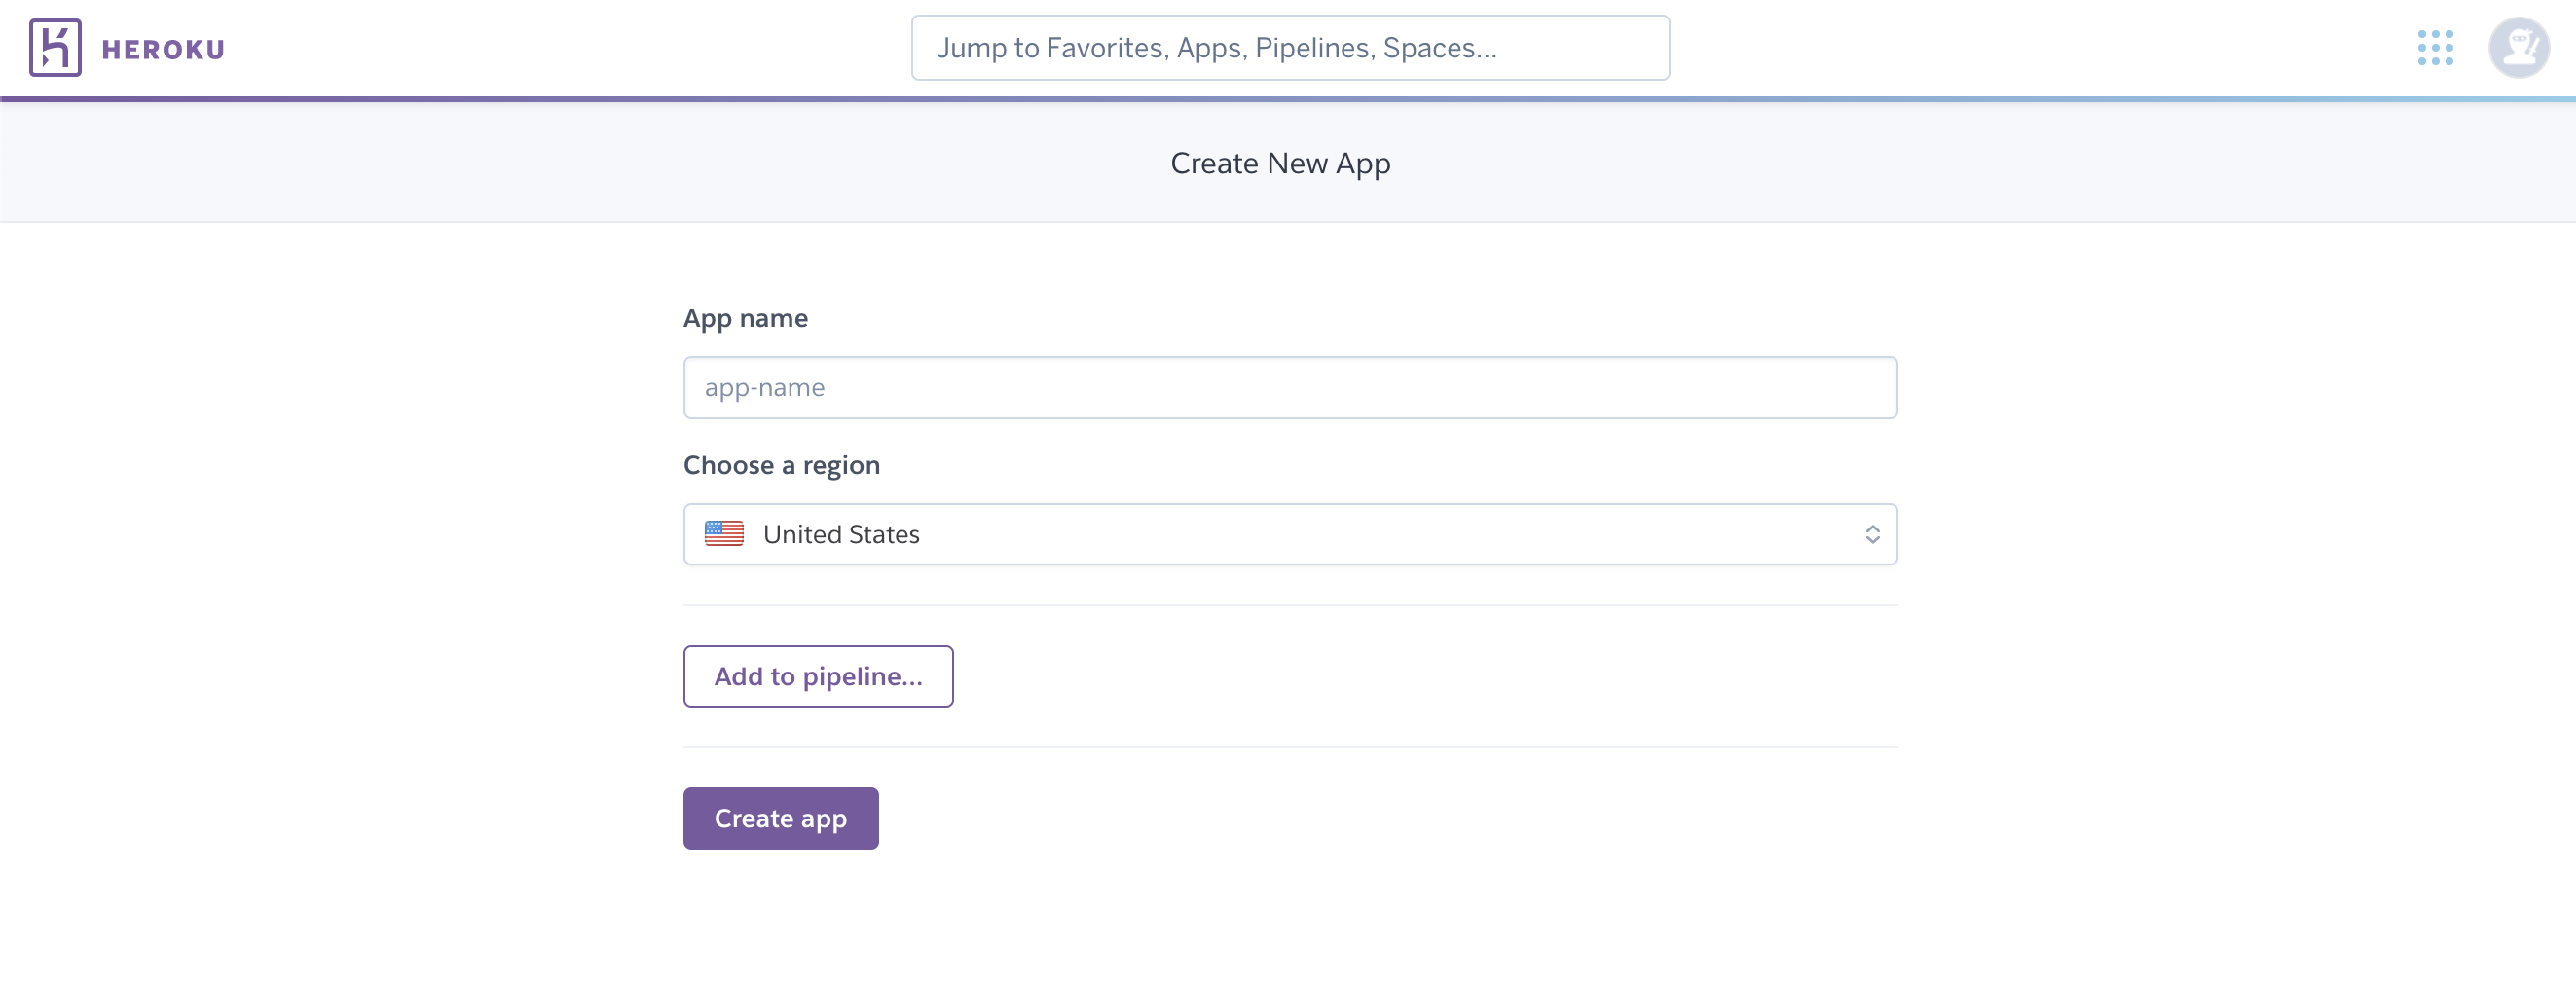 HEROKU
Jump to Favorites, Apps, Pipelines, Spaces...
Create New App
App name
app-name
Choose a region
United States
Add to pipeline...
Create app